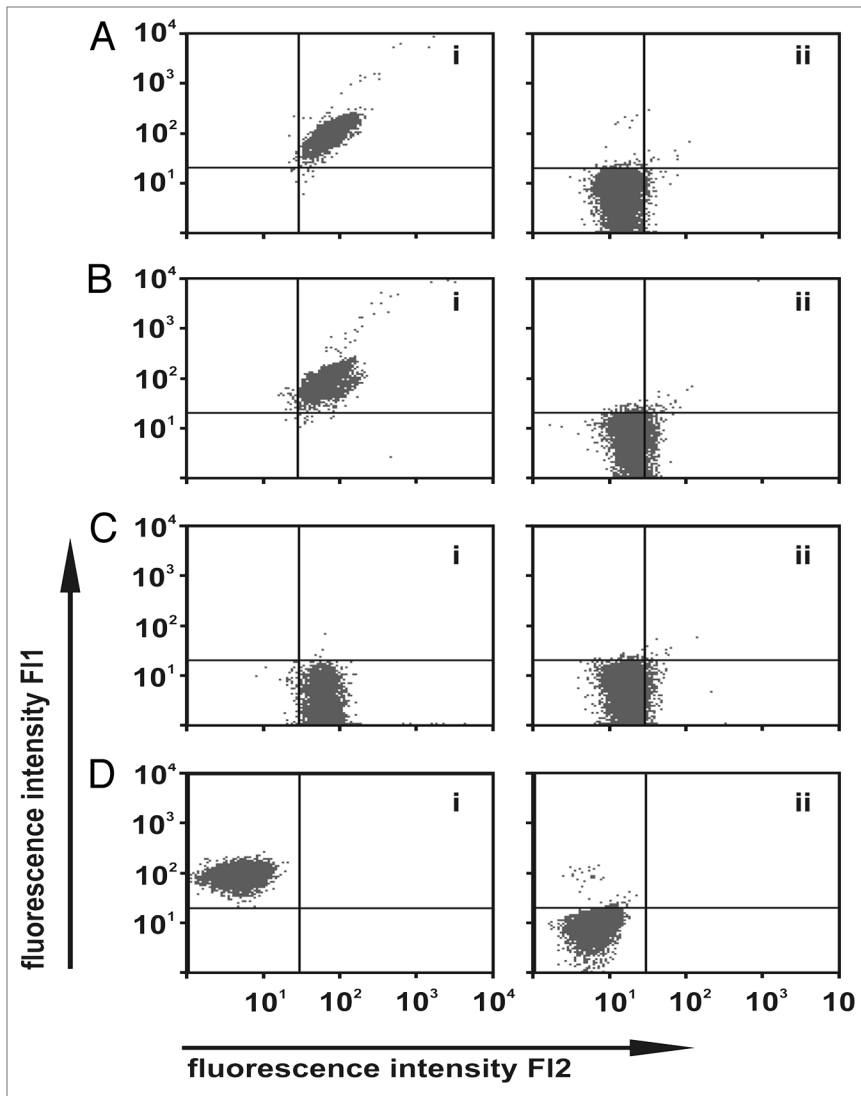 A
i
ii
10⁴
10³
10²
10¹
B
i
ii
10⁴
10³
10²
10¹
C
i
ii
10⁴
10³
10²
10¹
D
i
ii
10⁴
10³
10²
10¹
10¹ 10² 10³ 10⁴ 10¹ 10² 10³ 10
fluorescence intensity Fl1
fluorescence intensity Fl2